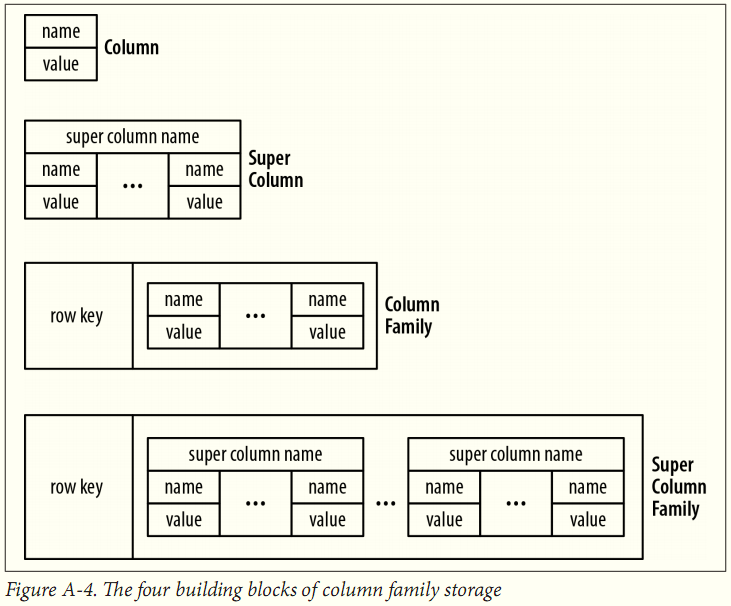 name
value
Column
super column name
name ... name
value value
Super
Column
row key
name ... name
value value
Column
Family
row key
super column name ... super column name
name ... name name ... name
value value value value
Super
Column
Family
Figure A-4. The four building blocks of column family storage